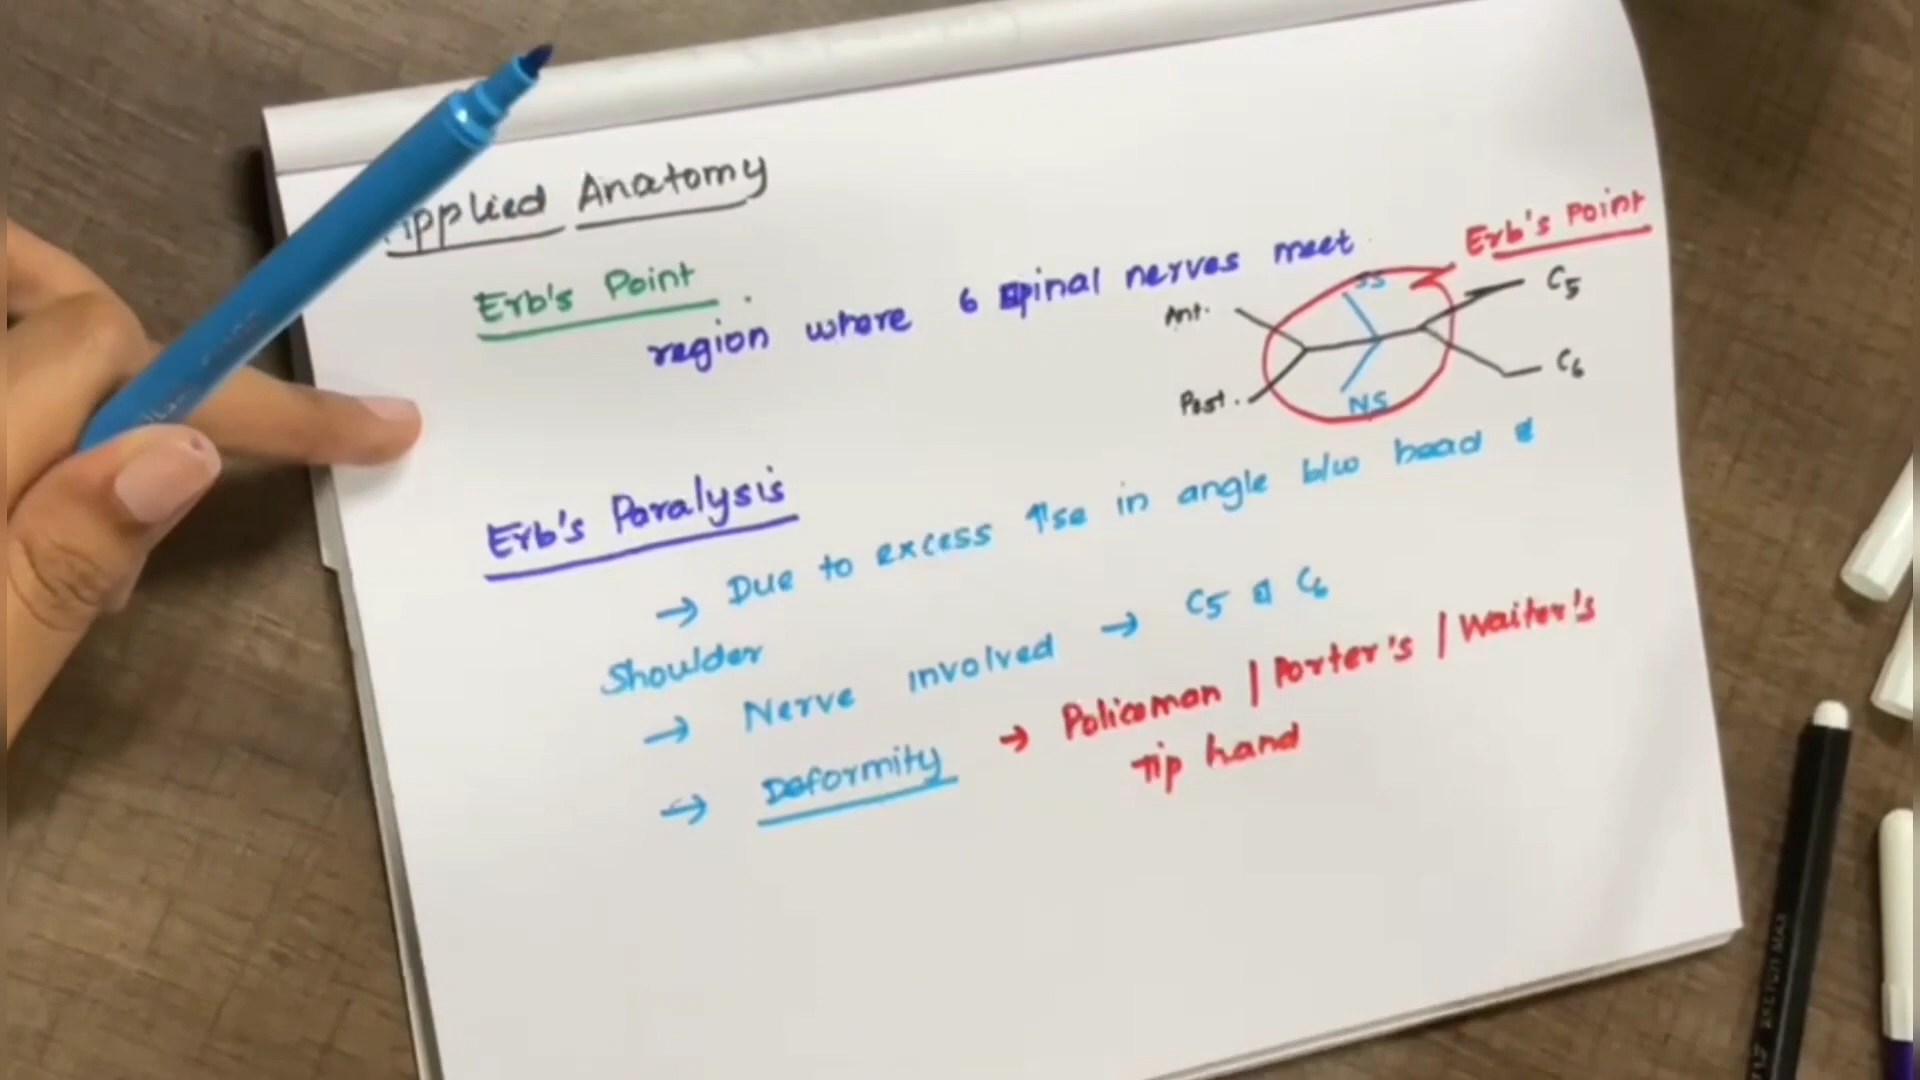 Applied Anatomy
Erb's Point
region where 6 spinal nerves meet
Erb's Point
Ant.
Post.
SS
NS
C5
C6
Erb's Paralysis
→ Due to excess ↑se in angle b/w head &
Shoulder
→ Nerve involved → C5 & C6
→ Deformity → Policeman / Porter's / Waiter's
Tip hand
SKETCH MAX